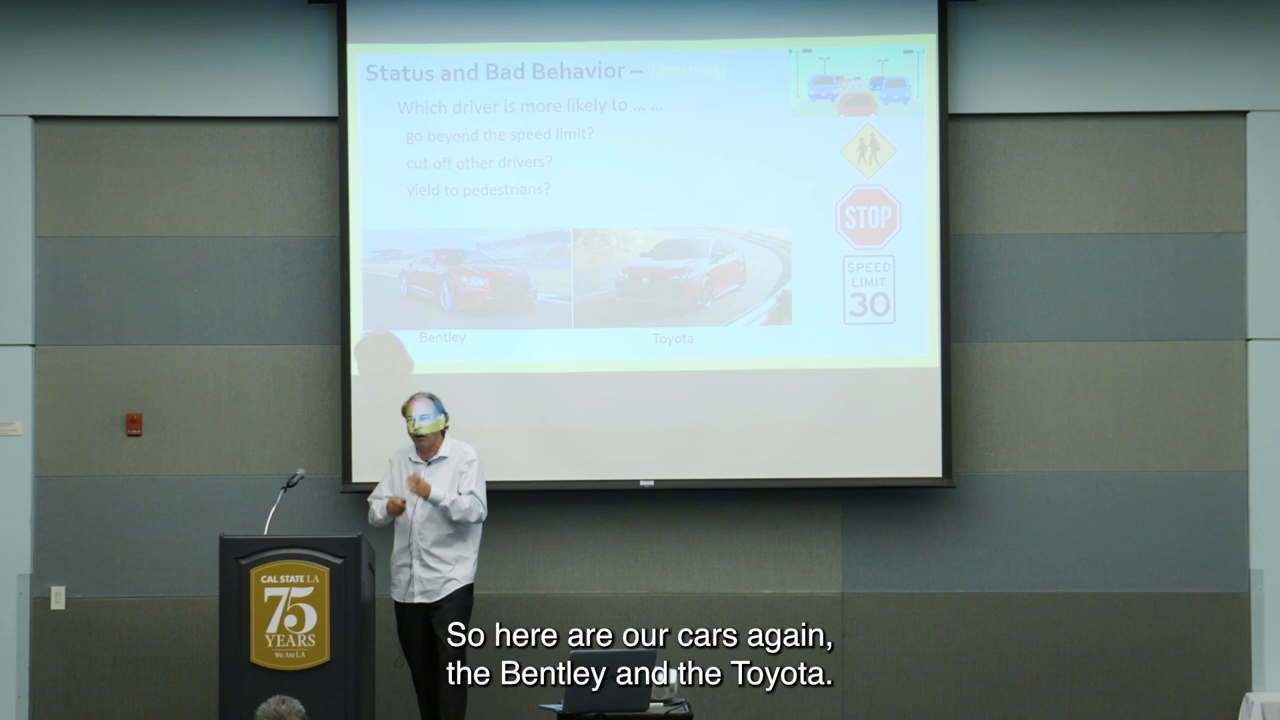 Status and Bad Behavior –
Which driver is more likely to ... ...
go beyond the speed limit?
cut off other drivers?
yield to pedestrians?
STOP
SPEED
LIMIT
30
Bentley
Toyota
CAL STATE LA
75
YEARS
We Are LA
So here are our cars again,
the Bentley and the Toyota.